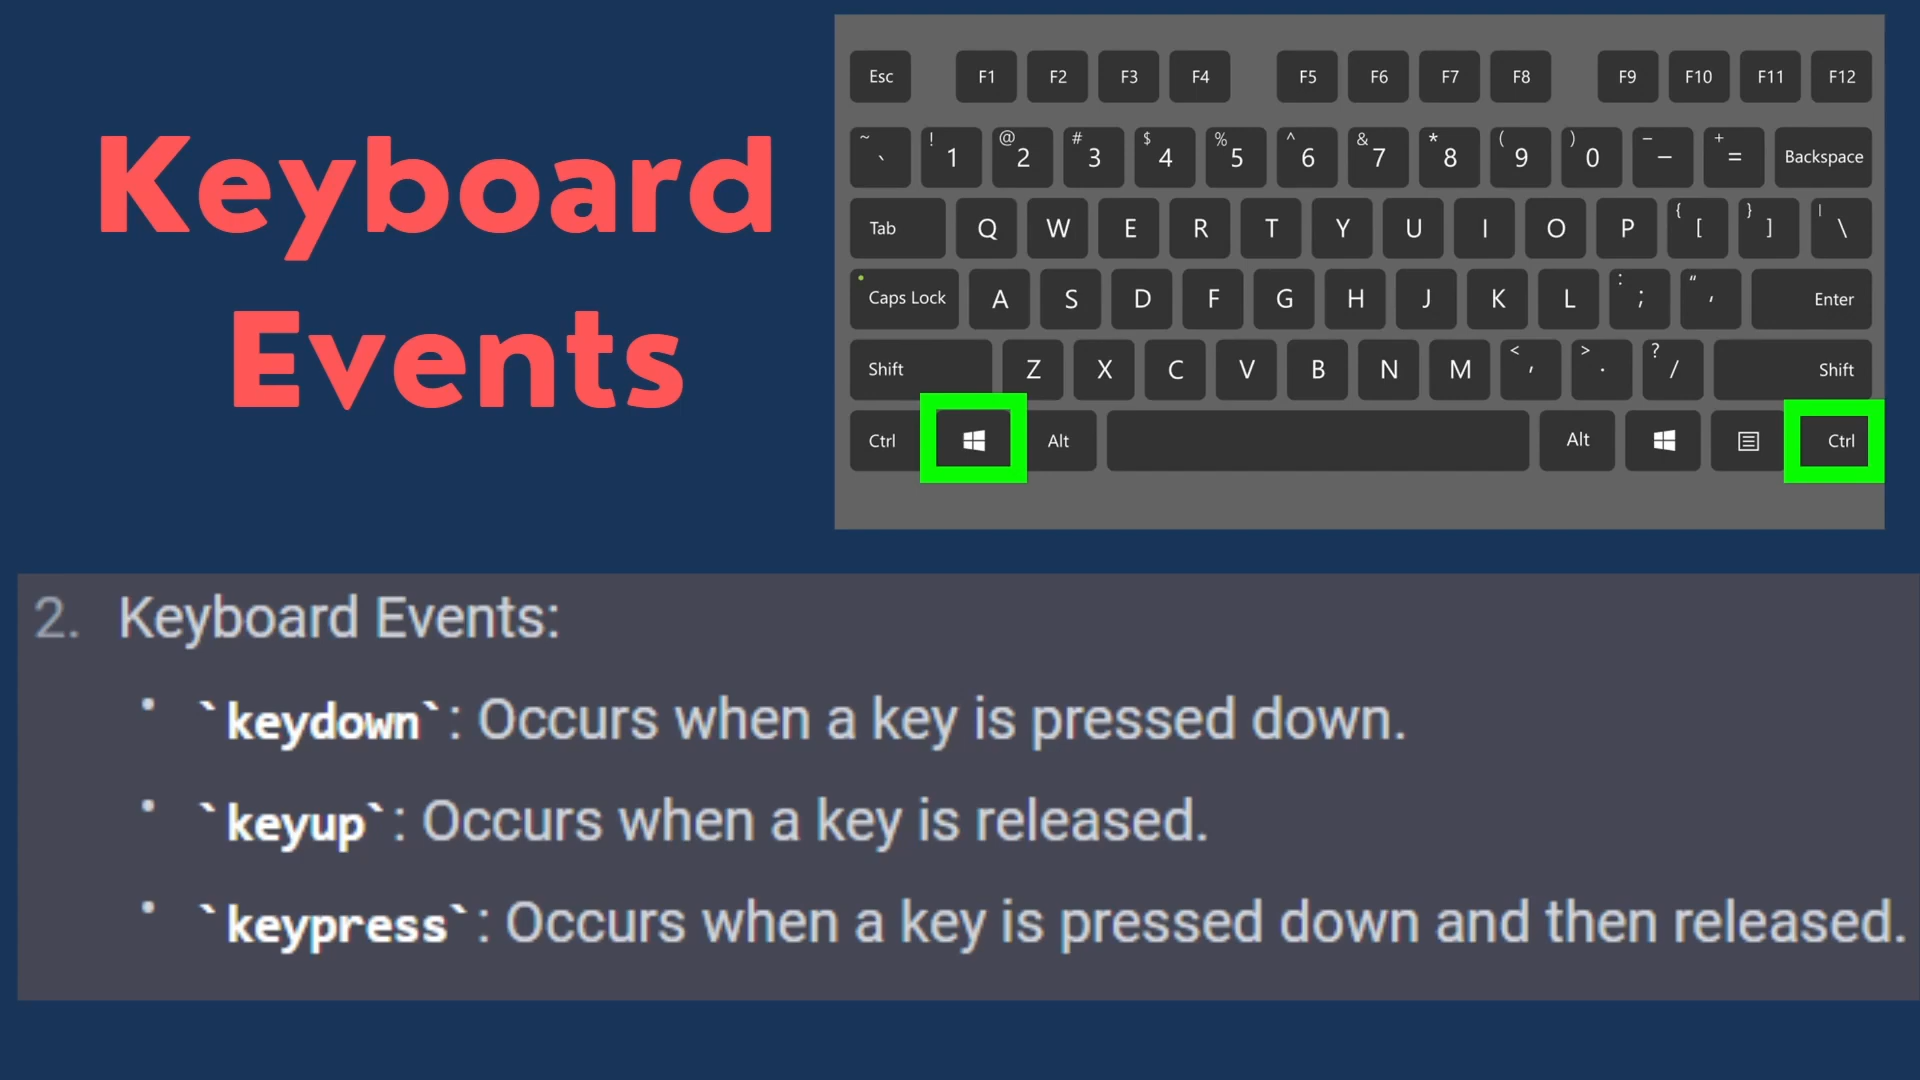 Keyboard
Events
Esc F1 F2 F3 F4 F5 F6 F7 F8 F9 F10 F11 F12
~ ` ! 1 @ 2 # 3 $ 4 % 5 ^ 6 & 7 * 8 ( 9 ) 0 – – + = Backspace
Tab Q W E R T Y U I O P { [ } ] | \
Caps Lock A S D F G H J K L : ; “ ‘ Enter
Shift Z X C V B N M < , > . ? / Shift
Ctrl Alt Alt Ctrl
2. Keyboard Events:
• `keydown`: Occurs when a key is pressed down.
• `keyup`: Occurs when a key is released.
• `keypress`: Occurs when a key is pressed down and then released.